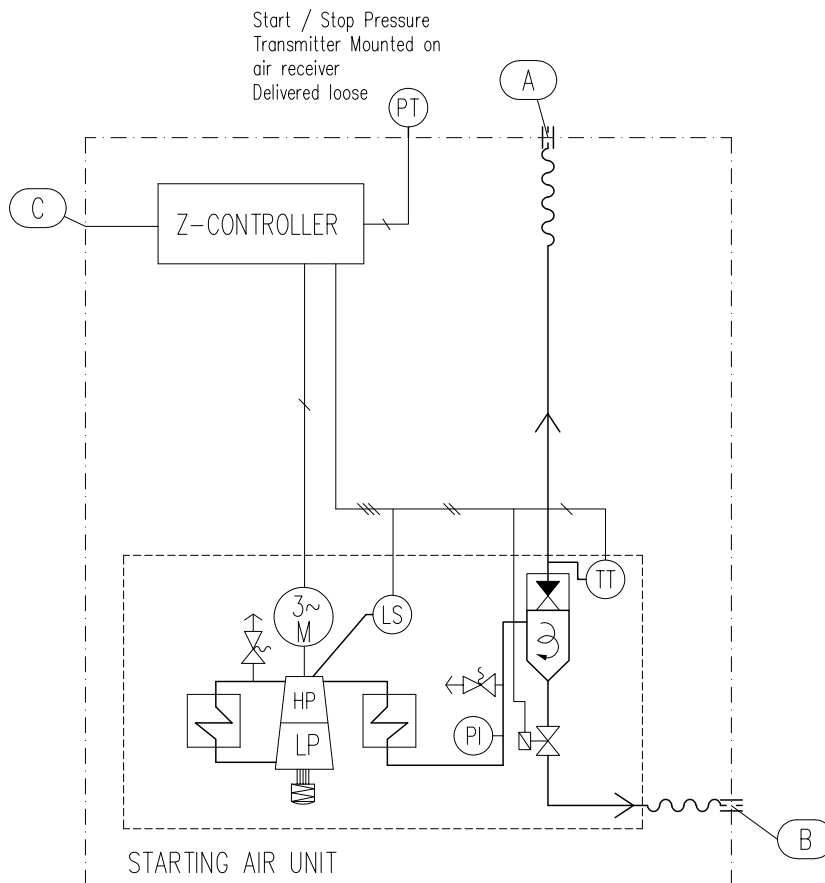 Start / Stop Pressure
Transmitter Mounted on
air receiver
Delivered loose
PT
A
C
Z-CONTROLLER
TT
3~
M
LS
HP
LP
PI
B
STARTING AIR UNIT